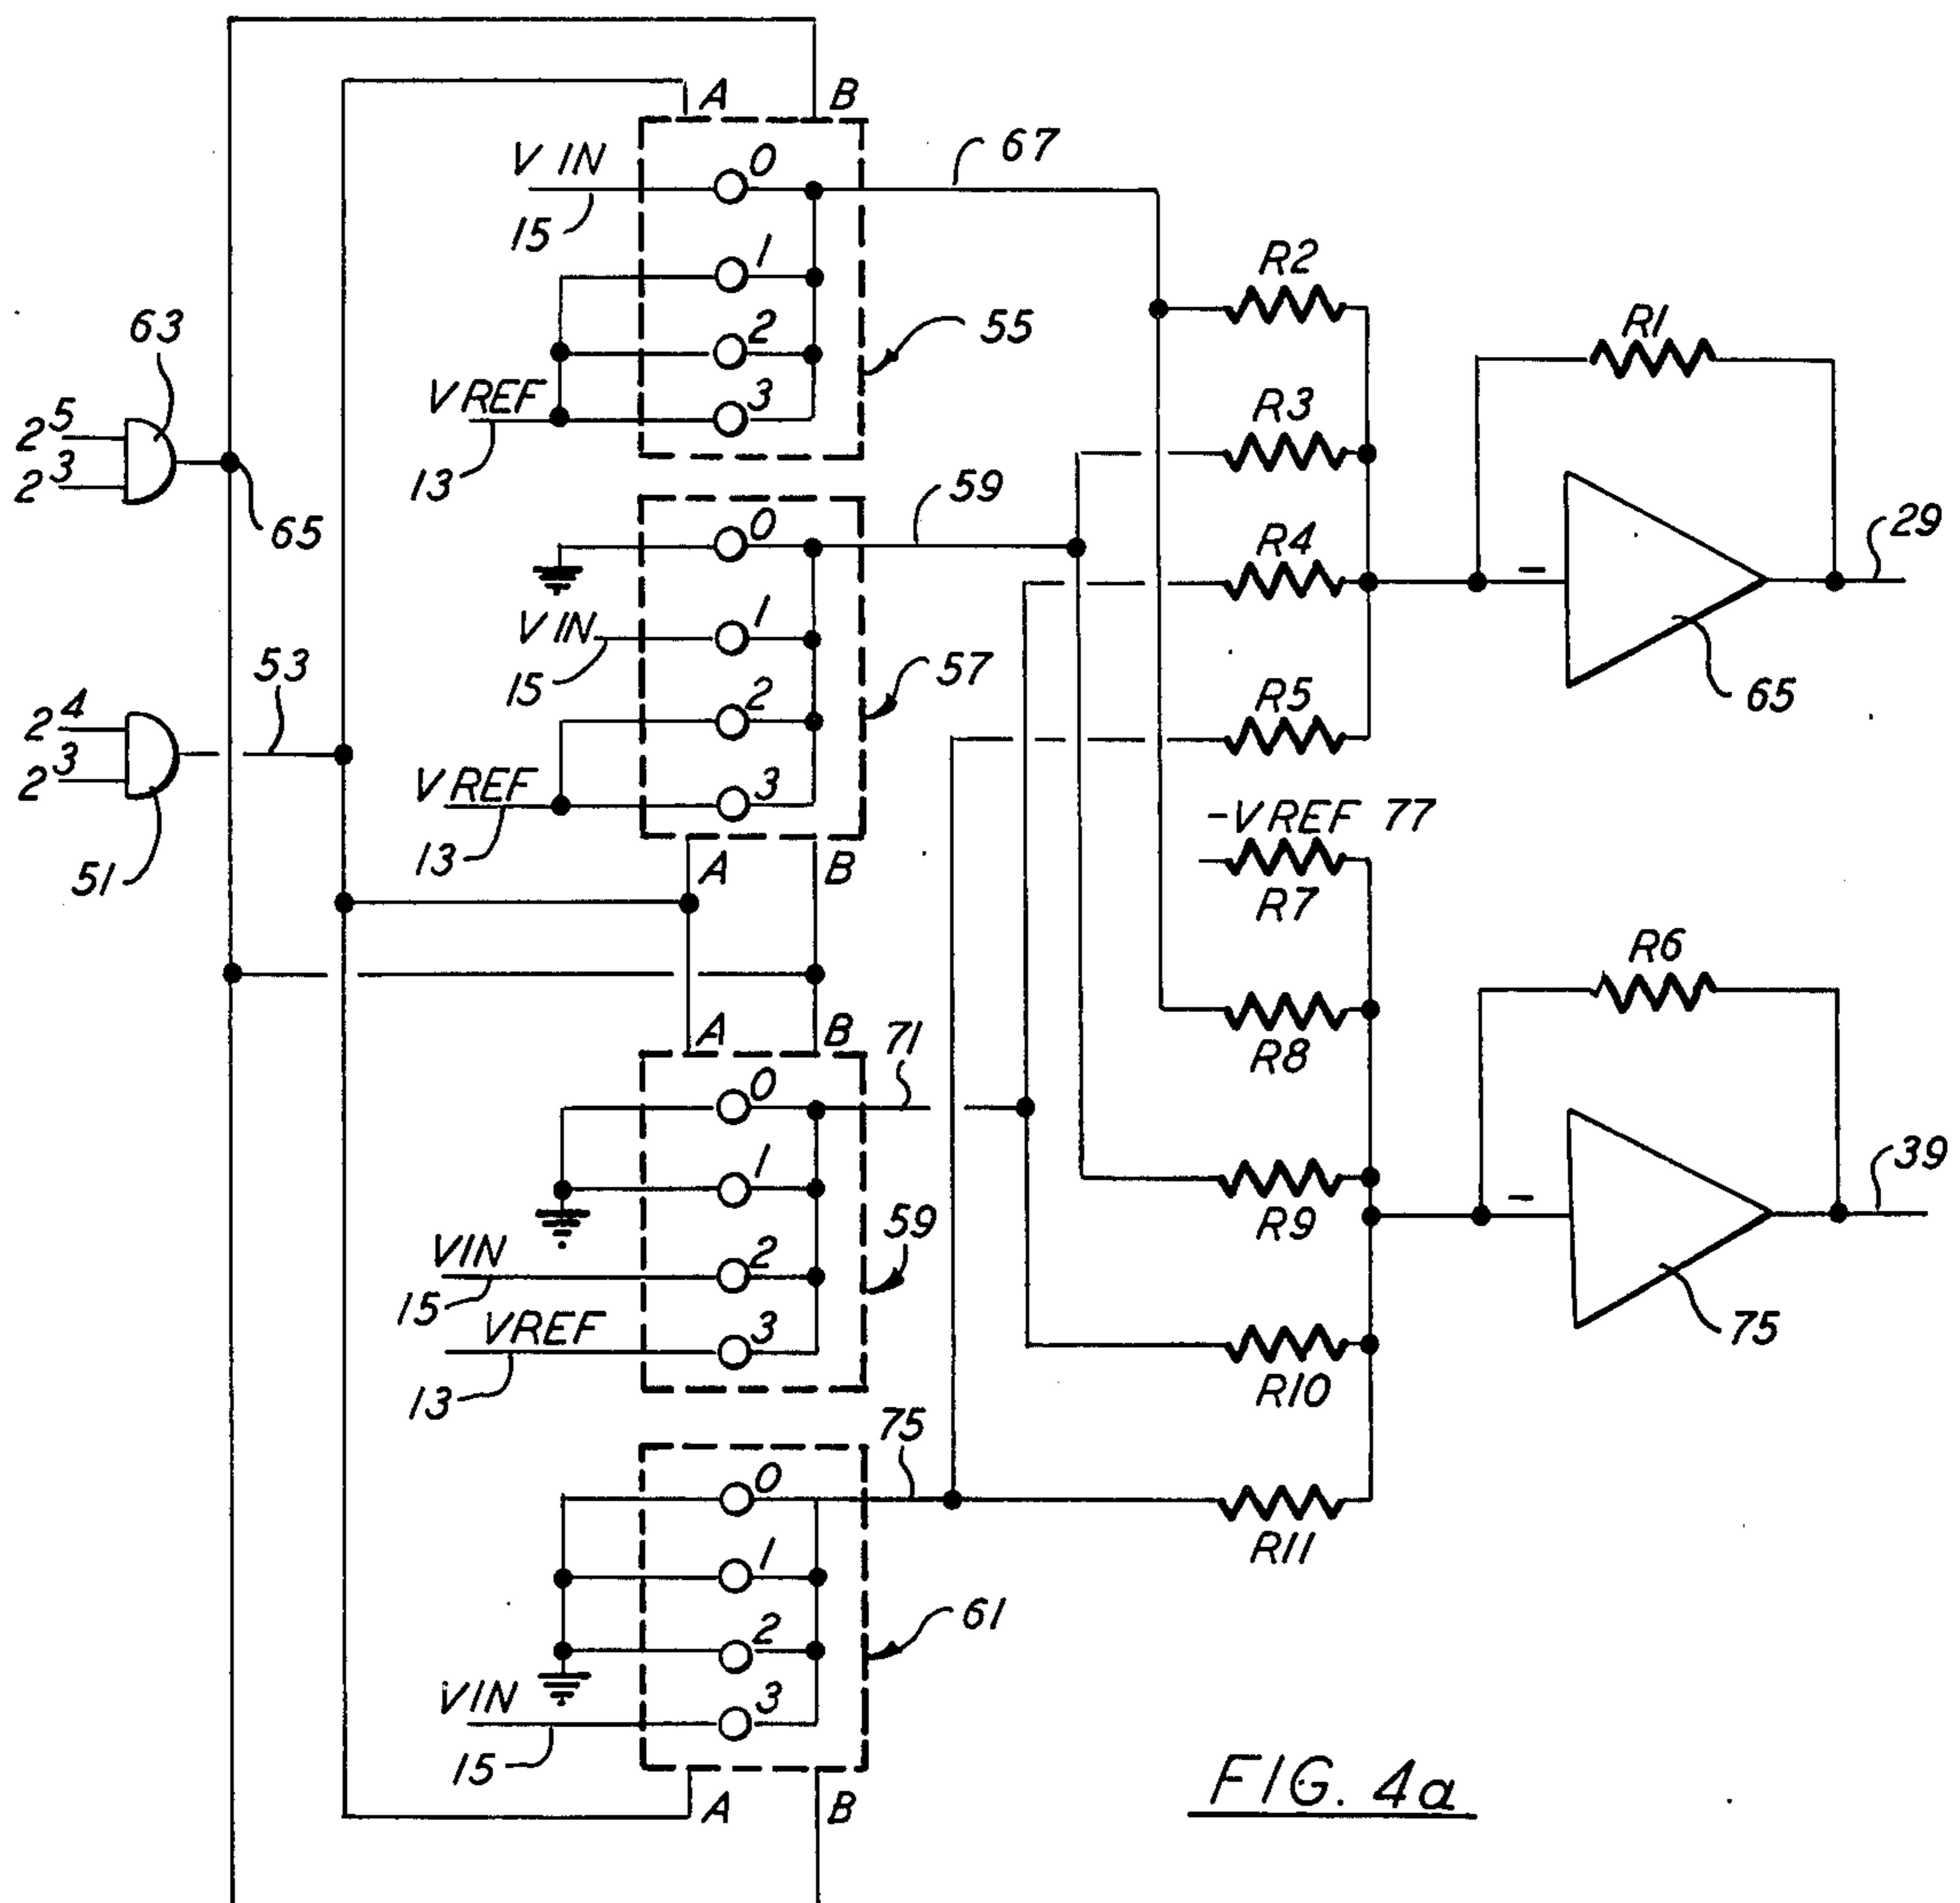 A B
V IN 0 67
15
1 R2
63 2 55 R1
2^5 V REF 3 R3
2^3 13
65 0 59 R4 - 29
V IN 1
53 15 57 R5 65
2^4 2
2^3 V REF 3 -V REF 77
51 13 A B R7
R6
A B 71 R8
0
1 59 R9 - 39
VIN 2
15 VREF 3 75
13 R10
75
0 R11
1
2 61
VIN 3
15 A B FIG. 4a